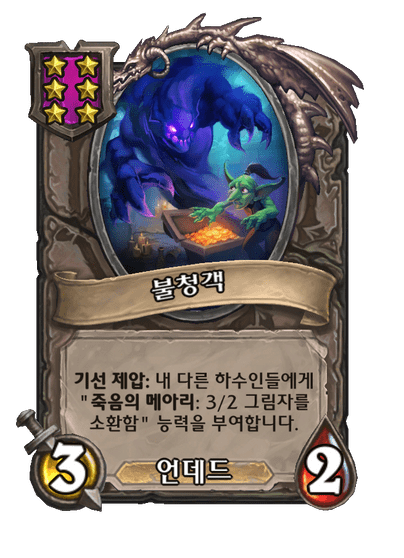 불청객
기선 제압: 내 다른 하수인들에게
"죽음의 메아리: 3/2 그림자를
소환함" 능력을 부여합니다.
3
언데드
2